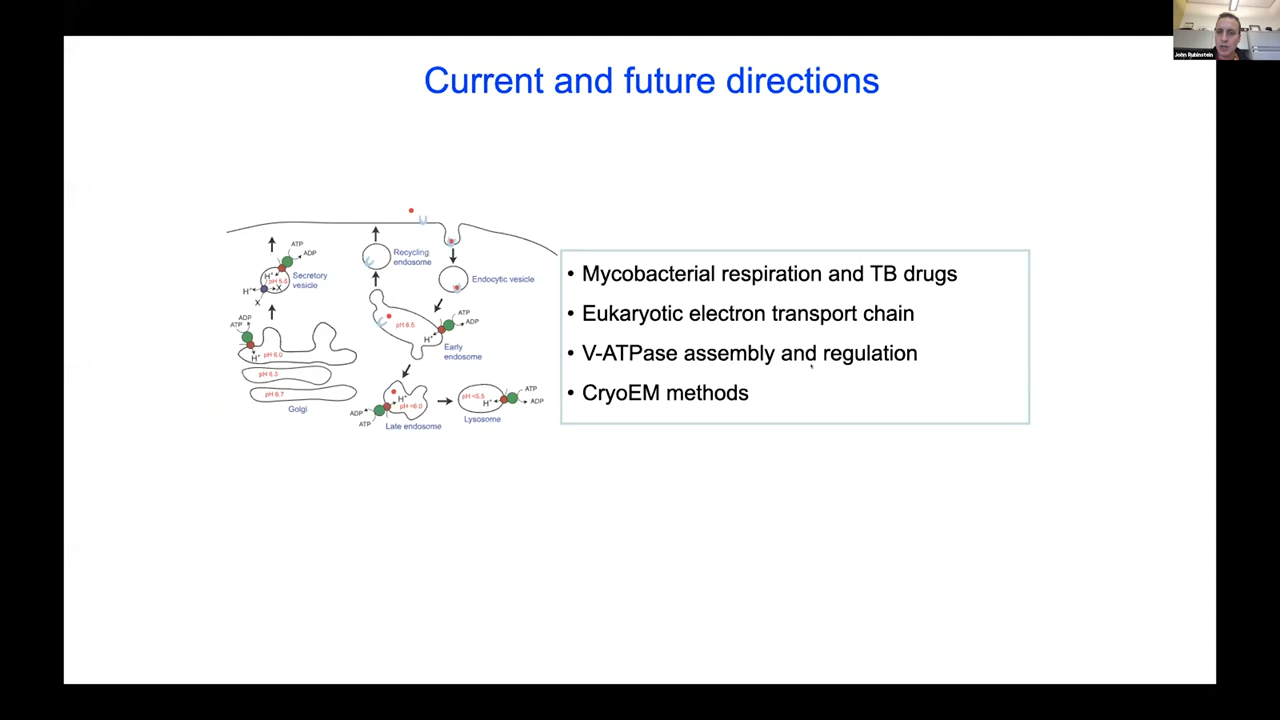 John Rubinstein
Current and future directions
ATP
ADP
H+
pH 5.5
H+
X
X
Secretory
vesicle
Recycling
endosome
Endocytic vesicle
ADP
ATP
H+
pH 6.0
pH 6.3
pH 6.7
Golgi
pH 6.5
ATP
ADP
H+
Early
endosome
ADP
ATP
H+
pH ≈6.0
Late endosome
pH <5.5
H+
ATP
ADP
Lysosome
• Mycobacterial respiration and TB drugs
• Eukaryotic electron transport chain
• V-ATPase assembly and regulation
• CryoEM methods